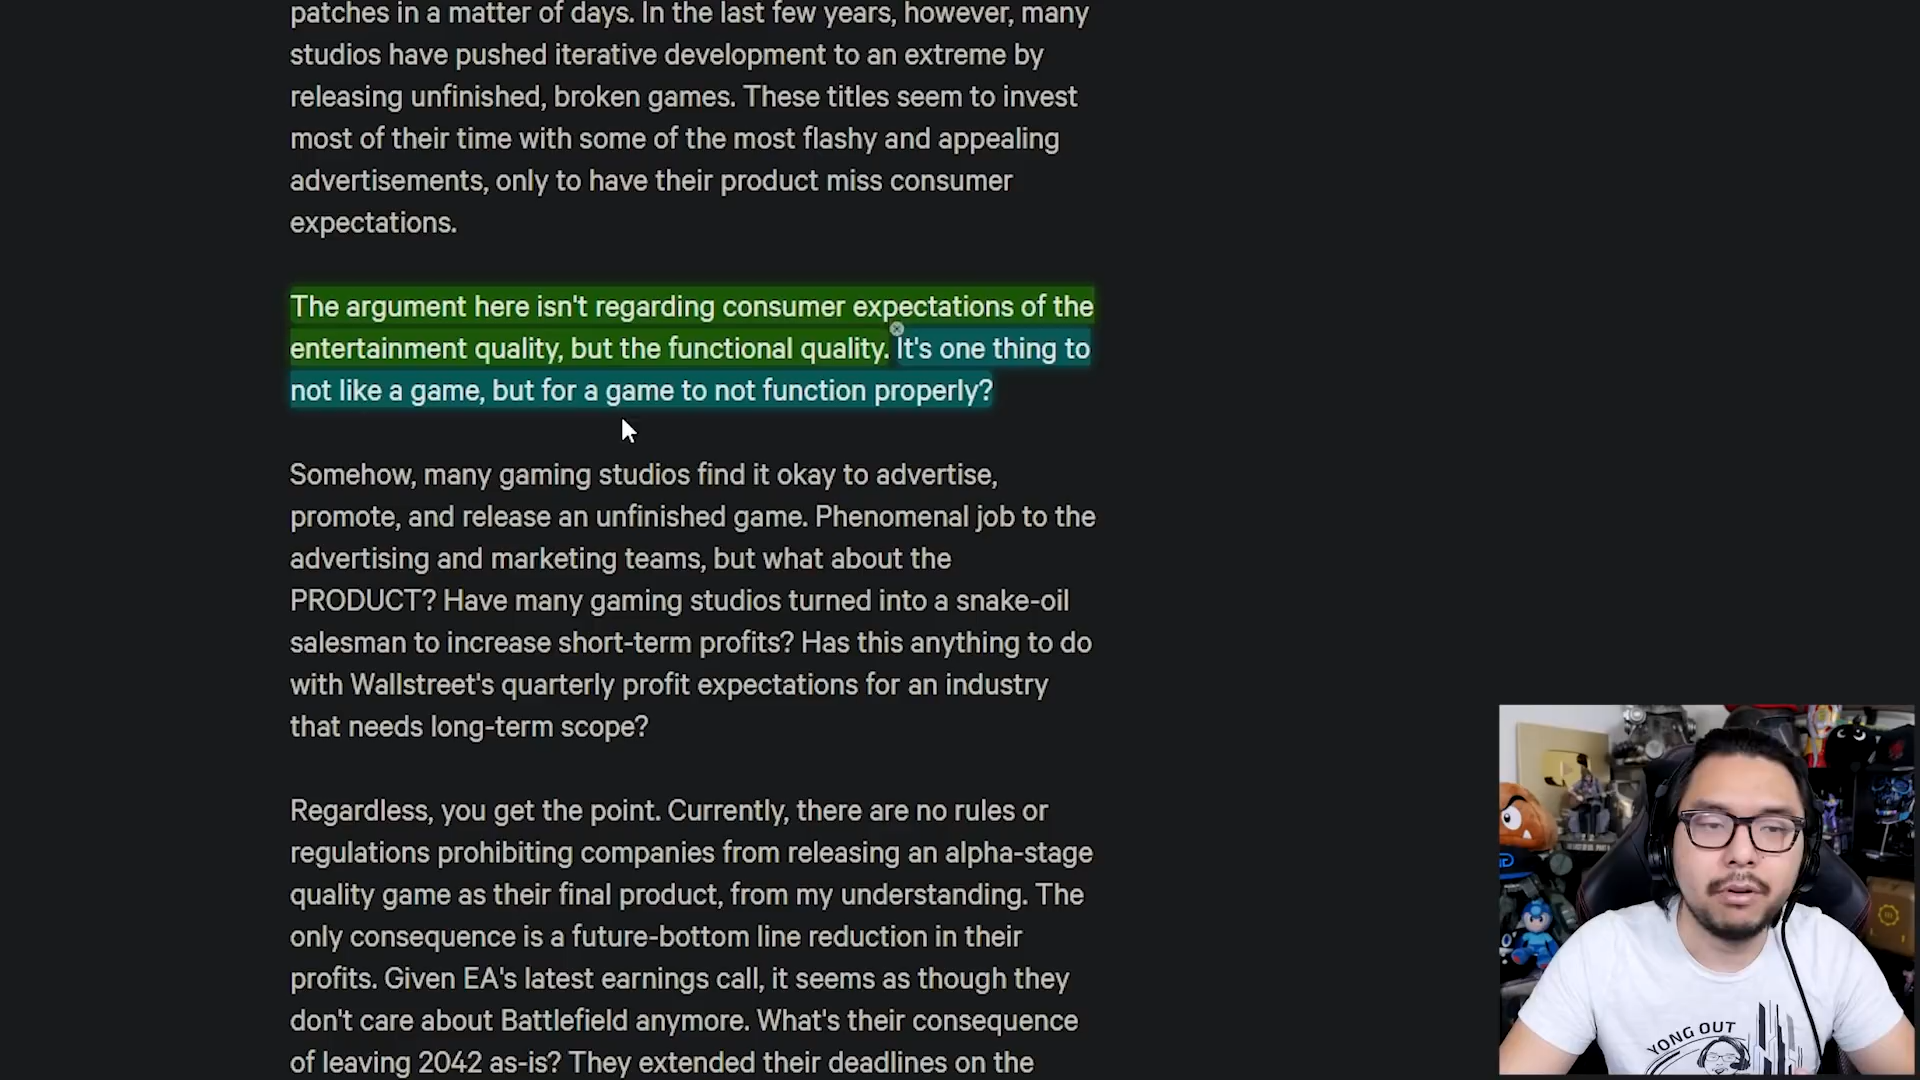 patches in a matter of days. In the last few years, however, many
studios have pushed iterative development to an extreme by
releasing unfinished, broken games. These titles seem to invest
most of their time with some of the most flashy and appealing
advertisements, only to have their product miss consumer
expectations.
The argument here isn't regarding consumer expectations of the
entertainment quality, but the functional quality. It's one thing to
not like a game, but for a game to not function properly?
Somehow, many gaming studios find it okay to advertise,
promote, and release an unfinished game. Phenomenal job to the
advertising and marketing teams, but what about the
PRODUCT? Have many gaming studios turned into a snake-oil
salesman to increase short-term profits? Has this anything to do
with Wallstreet's quarterly profit expectations for an industry
that needs long-term scope?
Regardless, you get the point. Currently, there are no rules or
regulations prohibiting companies from releasing an alpha-stage
quality game as their final product, from my understanding. The
only consequence is a future-bottom line reduction in their
profits. Given EA's latest earnings call, it seems as though they
don't care about Battlefield anymore. What's their consequence
of leaving 2042 as-is? They extended their deadlines on the
YONG OUT